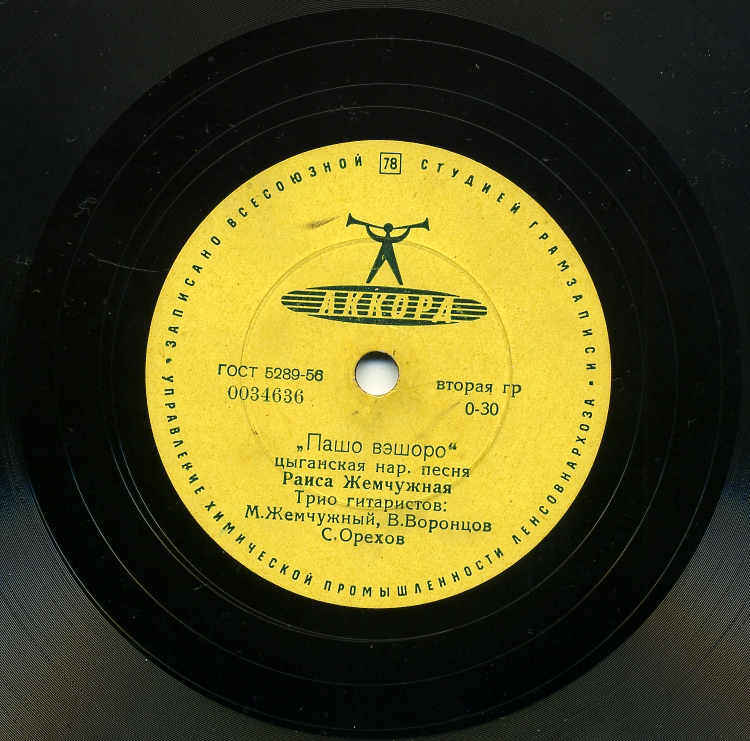 ЗАПИСАНО ВСЕСОЮЗНОЙ 78 СТУДИЕЙ ГРАМЗАПИСИ •
УПРАВЛЕНИЕ ХИМИЧЕСКОЙ ПРОМЫШЛЕННОСТИ ЛЕНСОВНАРХОЗА •
АККОРД
ГОСТ 5289-56
0034636
вторая гр
0-30
„Пашо вэшоро“
цыганская нар. песня
Раиса Жемчужная
Трио гитаристов:
М.Жемчужный, В.Воронцов
С.Орехов